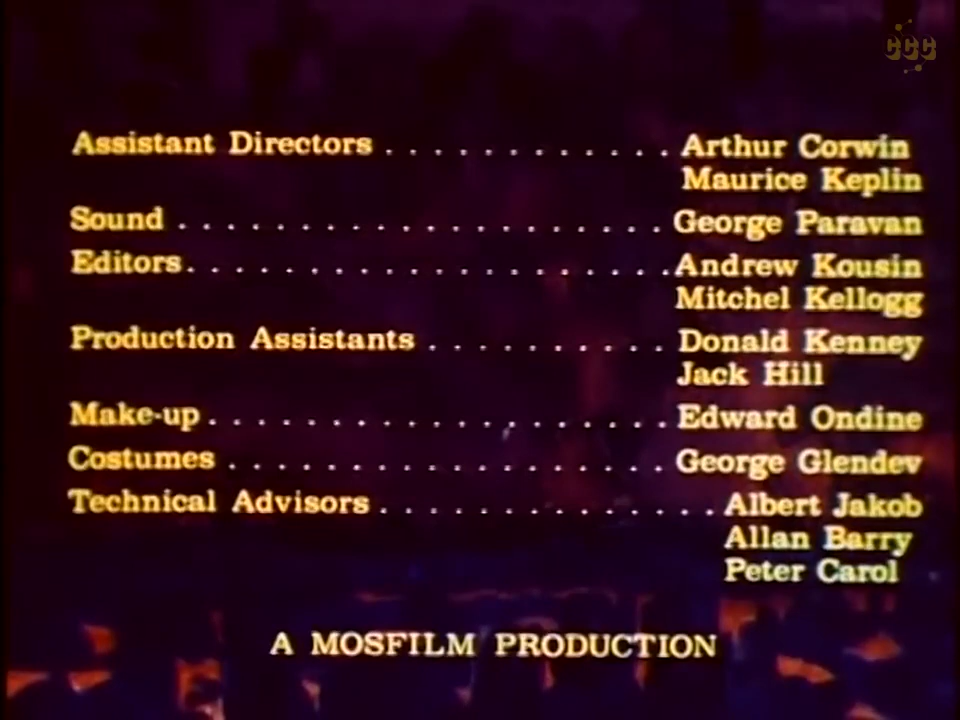 CCC
Assistant Directors . . . . . . . . . . . . Arthur Corwin
Maurice Keplin
Sound . . . . . . . . . . . . . . . . . . . . George Paravan
Editors . . . . . . . . . . . . . . . . . . . . Andrew Kousin
Mitchel Kellogg
Production Assistants . . . . . . . . . . Donald Kenney
Jack Hill
Make-up . . . . . . . . . . . . . . . . . . . Edward Ondine
Costumes . . . . . . . . . . . . . . . . . . George Glendev
Technical Advisors . . . . . . . . . . . . . . Albert Jakob
Allan Barry
Peter Carol
A MOSFILM PRODUCTION